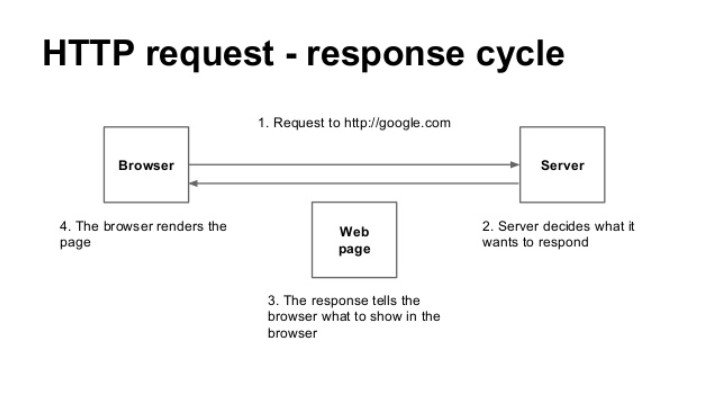 HTTP request - response cycle
1. Request to http://google.com
Browser
Server
4. The browser renders the
page
Web
page
2. Server decides what it
wants to respond
3. The response tells the
browser what to show in the
browser